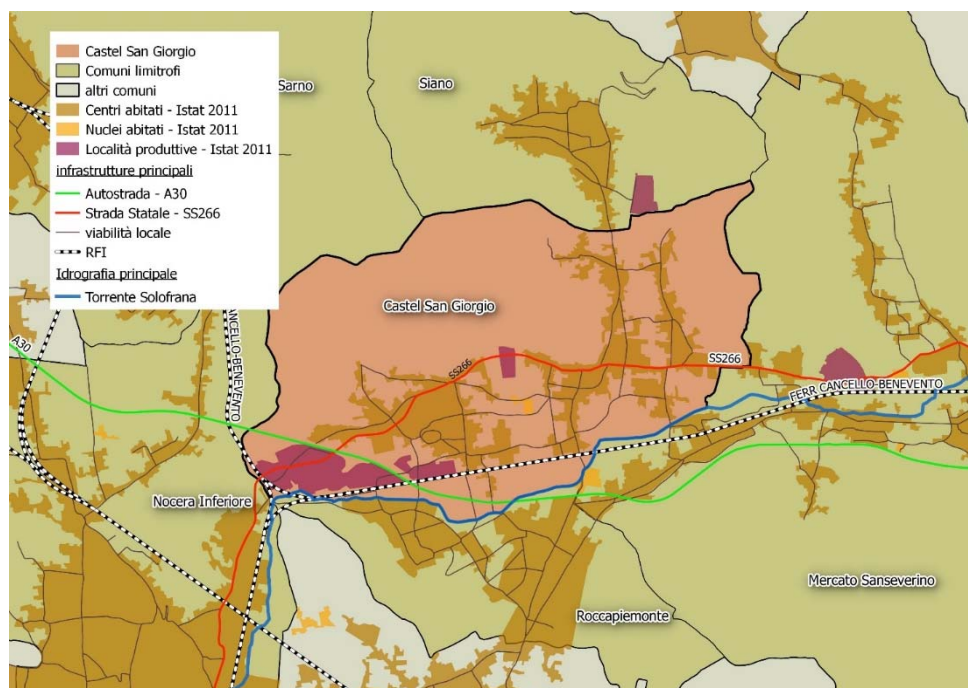 Castel San Giorgio
Comuni limitrofi
altri comuni
Centri abitati - Istat 2011
Nuclei abitati - Istat 2011
Località produttive - Istat 2011
infrastrutture principali
Autostrada - A30
Strada Statale - SS266
viabilità locale
RFI
Idrografia principale
Torrente Solofrana
Sarno
Siano
Castel San Giorgio
CANCELLO-BENEVENTO
A30
SS266
SS266
FERR CANCELLO-BENEVENTO
Nocera Inferiore
Mercato Sanseverino
Roccapiemonte